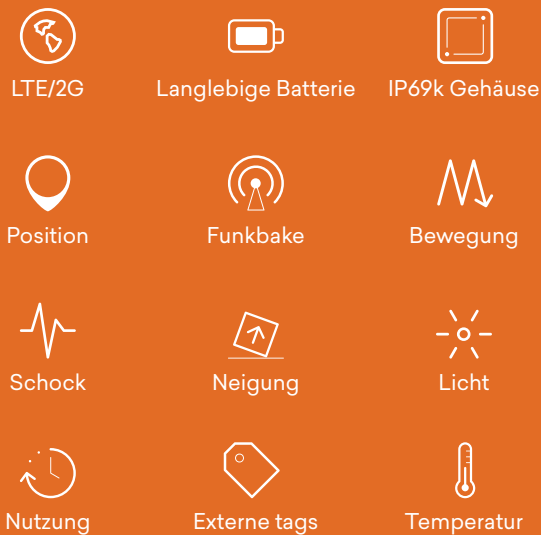 LTE/2G
Langlebige Batterie
IP69k Gehäuse
Position
Funkbake
Bewegung
Schock
Neigung
Licht
Nutzung
Externe tags
Temperatur